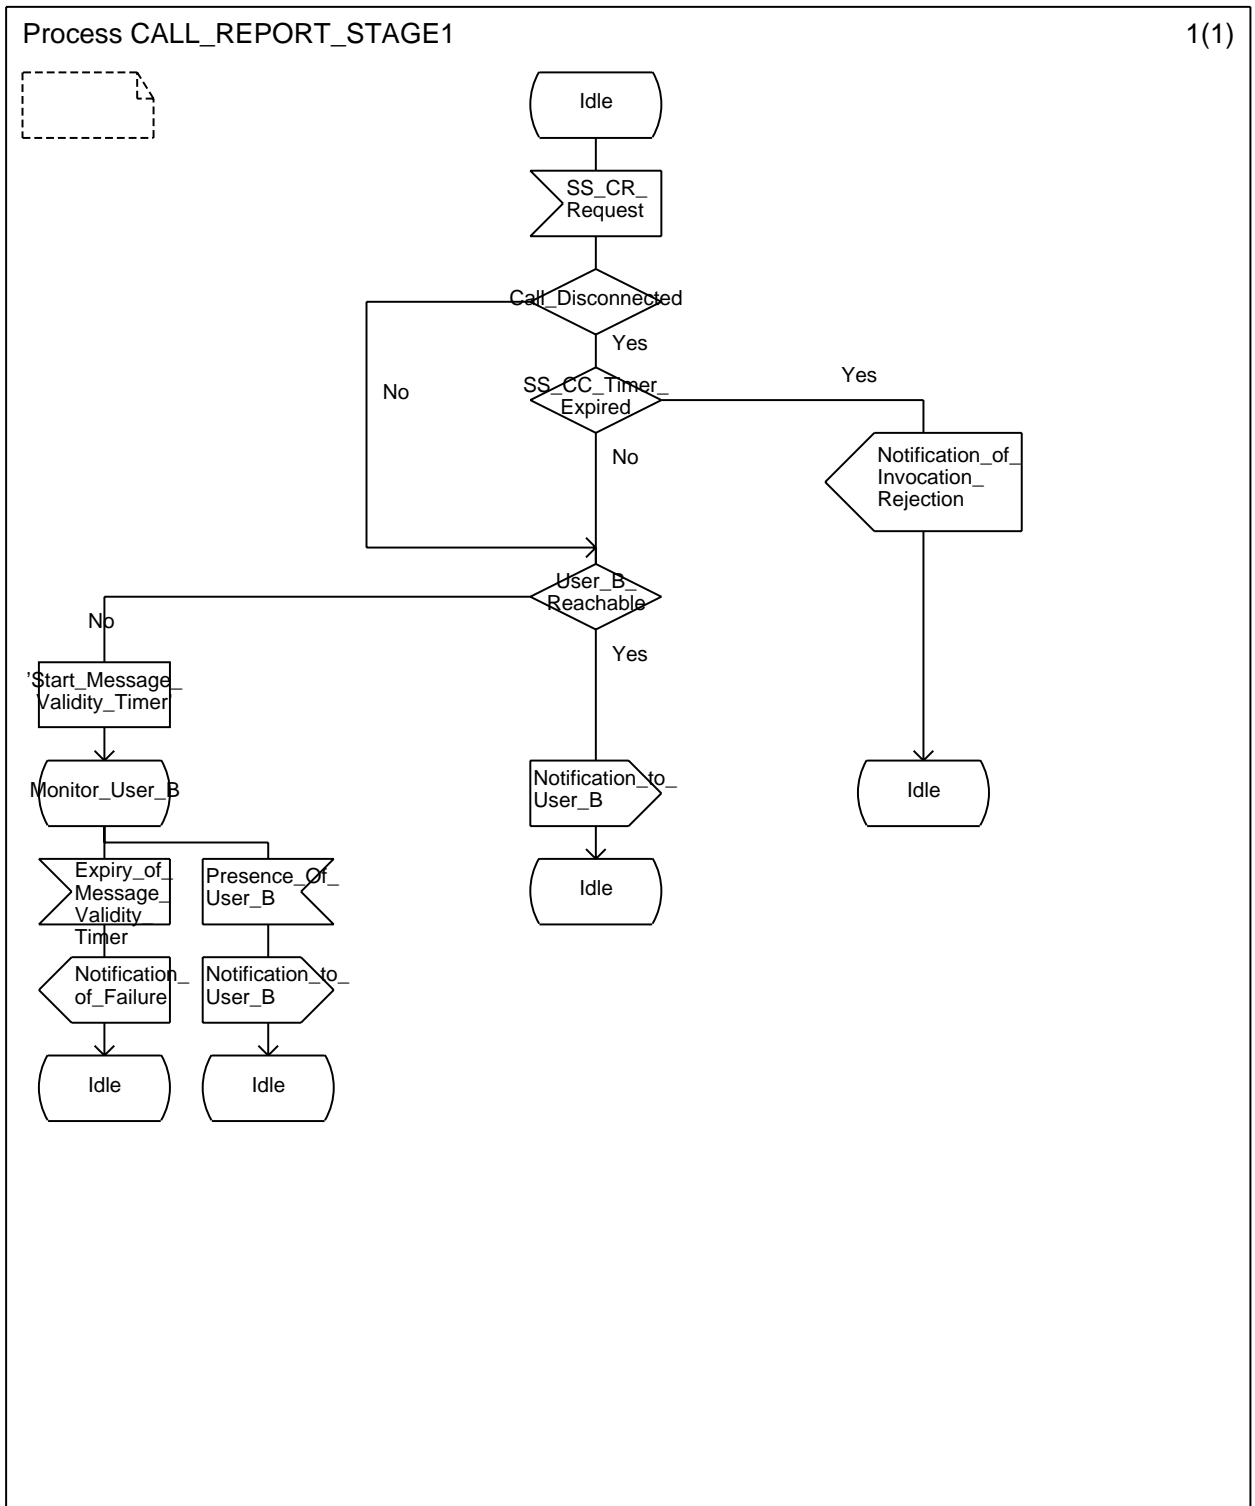 Process CALL_REPORT_STAGE1
1(1)
Idle
SS_CR_
Request
Call_Disconnected
Yes
No
SS_CC_Timer_
Expired
Yes
No
Notification_of_
Invocation_
Rejection
User_B_
Reachable
No
Yes
'Start_Message_
Validity_Timer'
Monitor_User_B
Notification_to_
User_B
Idle
Expiry_of_
Message_
Validity_
Timer
Presence_Of_
User_B
Idle
Notification_
of_Failure
Notification_to_
User_B
Idle
Idle